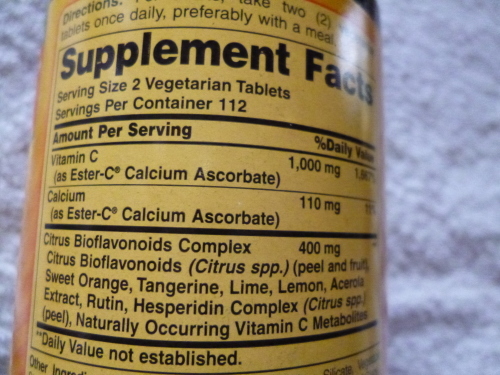 Directions: take two (2)
tablets once daily, preferably with a meal.
Supplement Facts
Serving Size 2 Vegetarian Tablets
Servings Per Container 112
Amount Per Serving %Daily Value
Vitamin C 1,000 mg
(as Ester-C® Calcium Ascorbate)
Calcium 110 mg
(as Ester-C® Calcium Ascorbate)
Citrus Bioflavonoids Complex 400 mg
Citrus Bioflavonoids (Citrus spp.) (peel and fruit),
Sweet Orange, Tangerine, Lime, Lemon, Acerola
Extract, Rutin, Hesperidin Complex (Citrus spp.)
(peel), Naturally Occurring Vitamin C Metabolites
**Daily Value not established.
Other